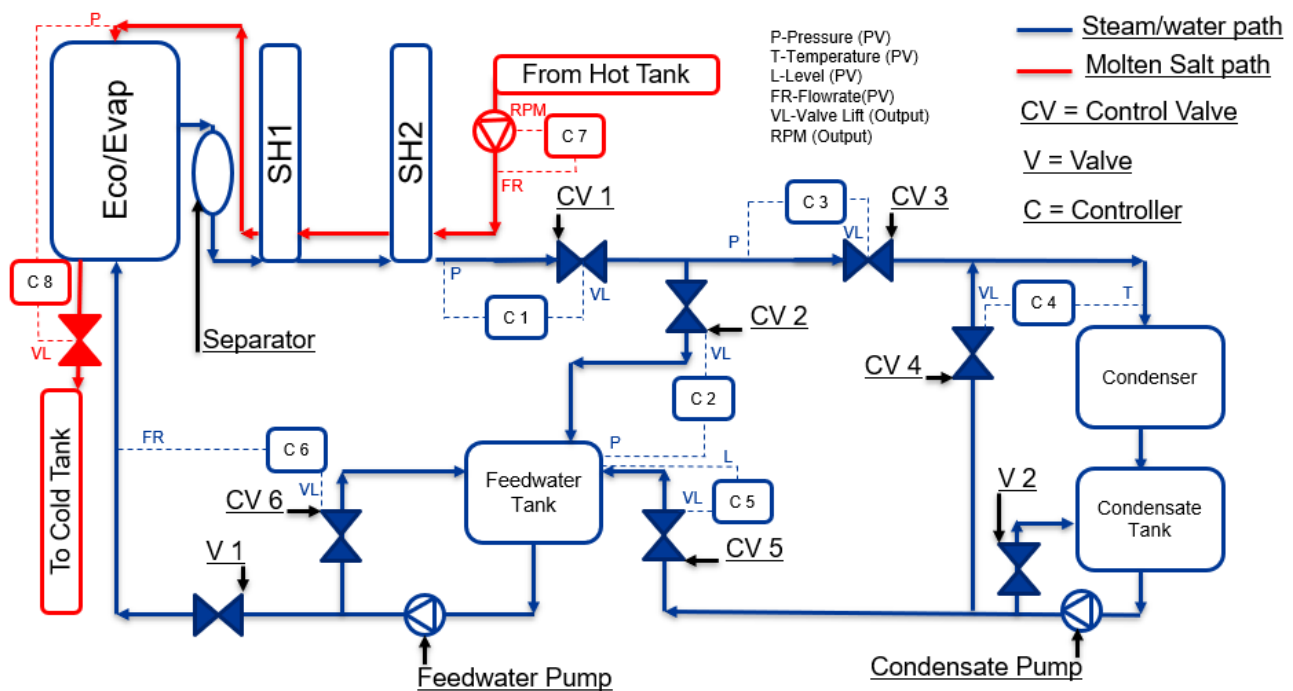 P
Eco/Evap
SH1
SH2
From Hot Tank
RPM
C 7
FR
P-Pressure (PV)
T-Temperature (PV)
L-Level (PV)
FR-Flowrate(PV)
VL-Valve Lift (Output)
RPM (Output)
Steam/water path
Molten Salt path
CV = Control Valve
V = Valve
C = Controller
CV 1
C 3
CV 3
P
VL
C 8
VL
Separator
P
VL
C 1
CV 2
VL
VL
C 4
T
CV 4
Condenser
C 2
P
To Cold Tank
FR
C 6
VL
CV 6
Feedwater
Tank
L
VL
C 5
CV 5
V 2
Condensate
Tank
V 1
Feedwater Pump
Condensate Pump